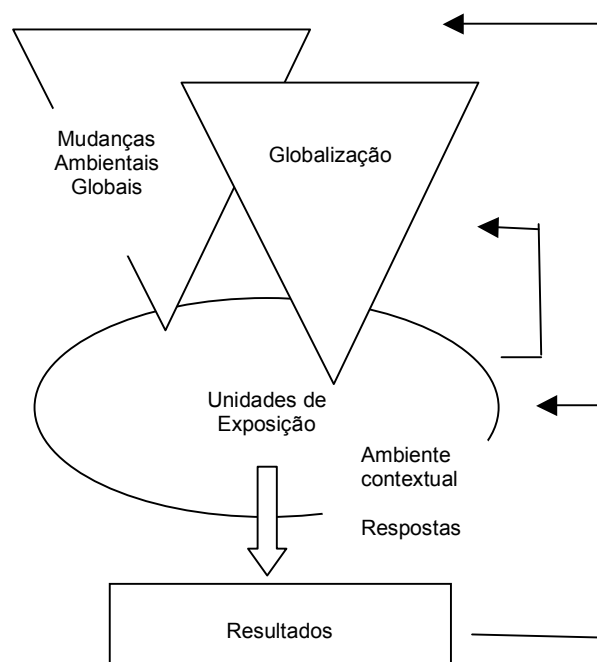 Mudanças
Ambientais
Globais
Globalização
Unidades de
Exposição
Ambiente
contextual
Respostas
Resultados